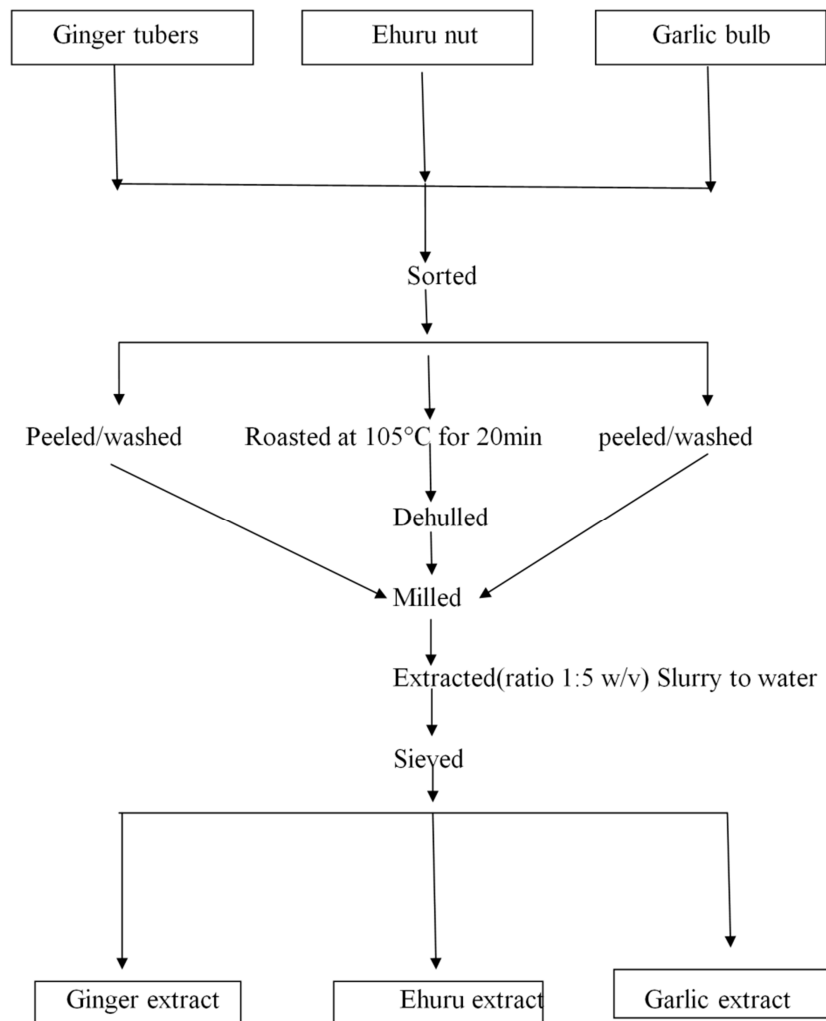 Ginger tubers
Ehuru nut
Garlic bulb
Sorted
Peeled/washed
Roasted at 105°C for 20min
peeled/washed
Dehulled
Milled
Extracted(ratio 1:5 w/v) Slurry to water
Sieved
Ginger extract
Ehuru extract
Garlic extract